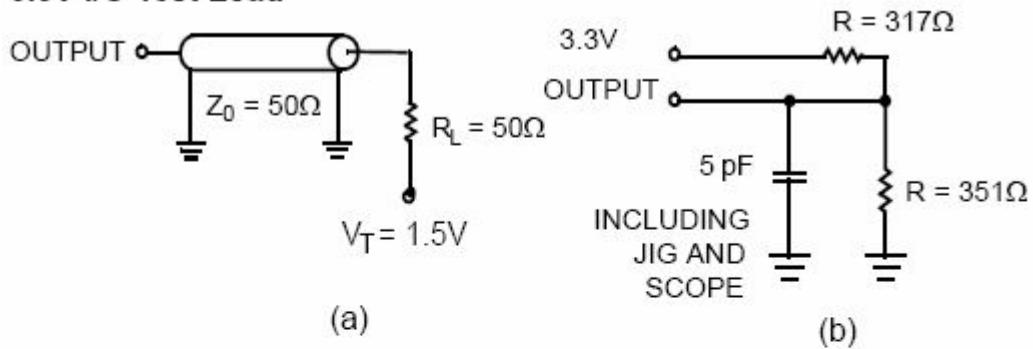 OUTPUT
Z0 = 50Ω
RL = 50Ω
VT = 1.5V
(a)
3.3V
R = 317Ω
OUTPUT
5 pF
R = 351Ω
INCLUDING
JIG AND
SCOPE
(b)